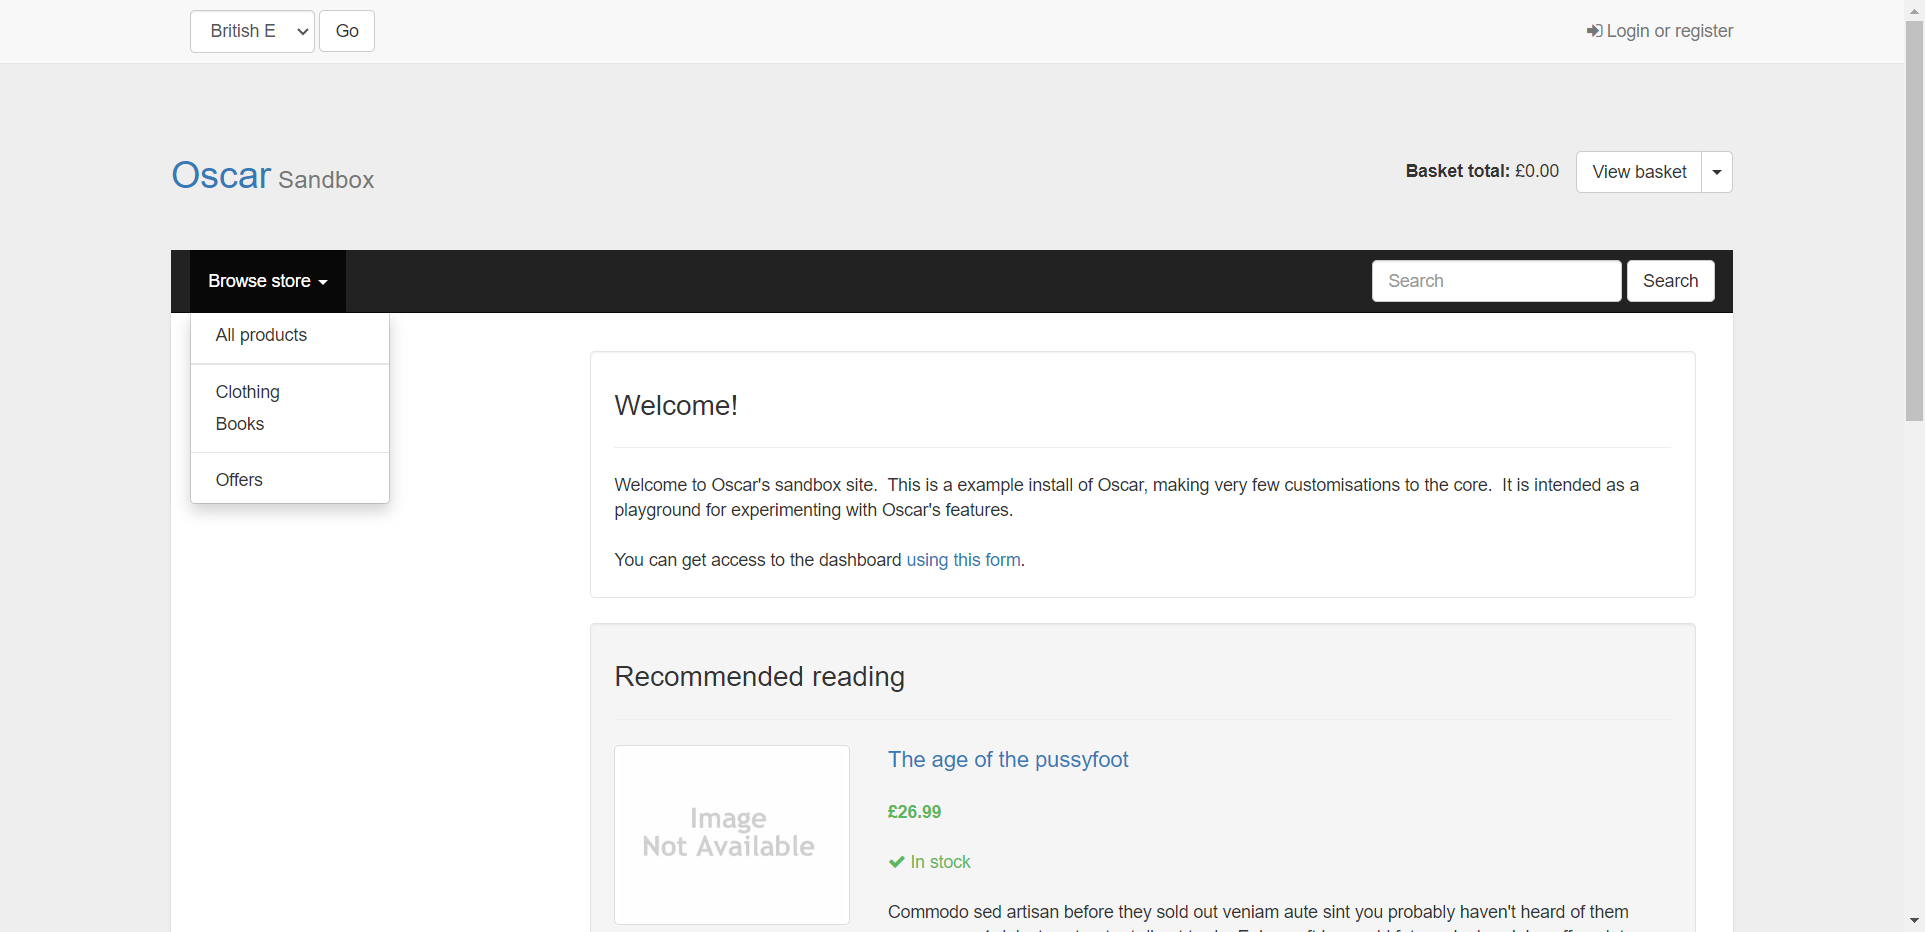 British E
Go
Login or register
Oscar Sandbox
Basket total: £0.00
View basket
Browse store
Search
Search
All products
Clothing
Books
Offers
Welcome!
Welcome to Oscar's sandbox site.  This is a example install of Oscar, making very few customisations to the core.  It is intended as a
playground for experimenting with Oscar's features.
You can get access to the dashboard using this form.
Recommended reading
Image
Not Available
The age of the pussyfoot
£26.99
In stock
Commodo sed artisan before they sold out veniam aute sint you probably haven't heard of them